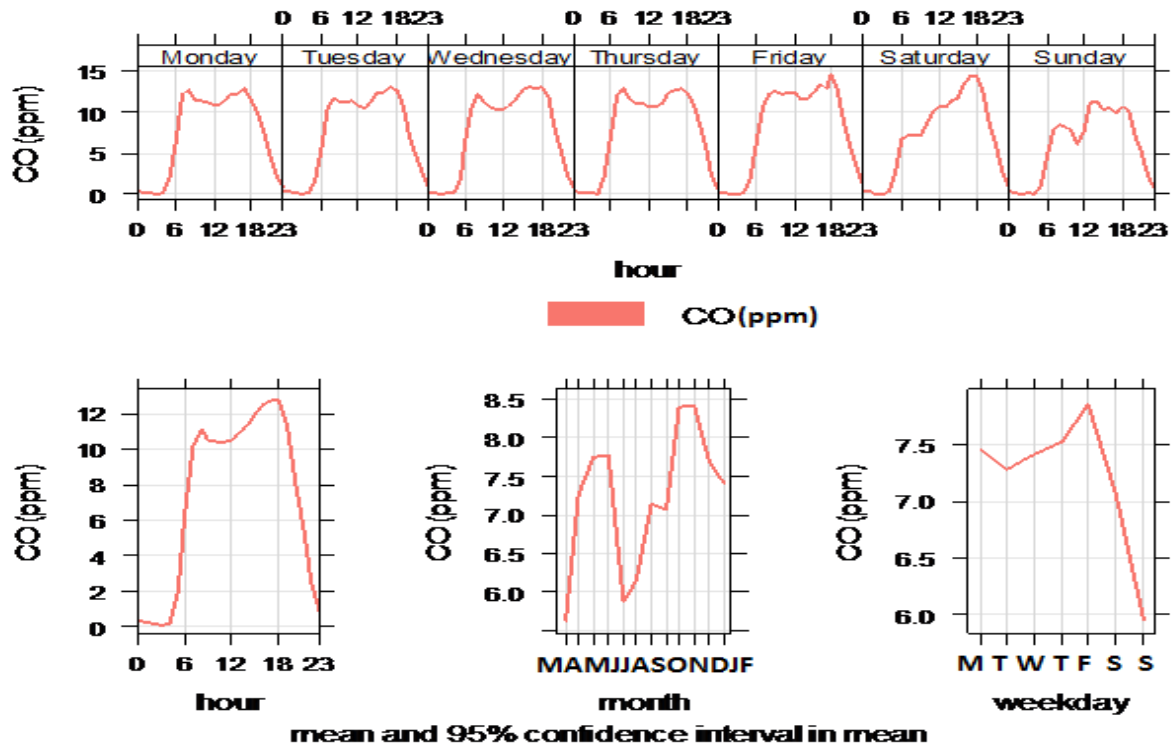 0 6 12 1823 0 6 12 1823 0 6 12 1823
Monday Tuesday Wednesday Thursday Friday Saturday Sunday
15
10
5
0
CO (ppm)
0 6 12 1823 0 6 12 1823 0 6 12 1823 0 6 12 1823
hour
CO(ppm)
12
10
8
6
4
2
0
CO (ppm)
0 6 12 18 23
hour
8.5
8.0
7.5
7.0
6.5
6.0
CO (ppm)
MAMJJASONDJF
month
7.5
7.0
6.5
6.0
CO (ppm)
M T W T F S S
weekday
mean and 95% confidence interval in mean